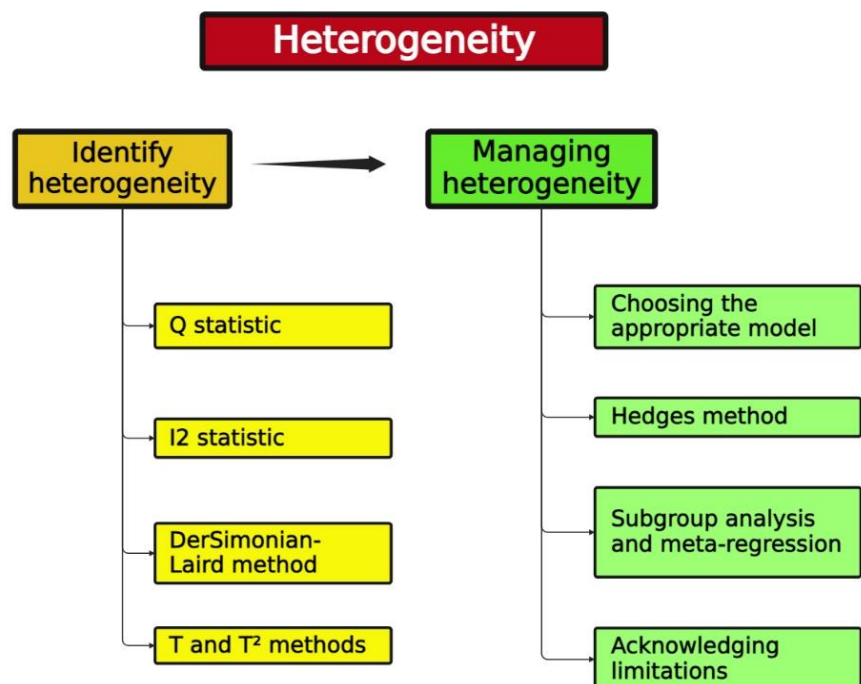 Heterogeneity
Identify
heterogeneity
Q statistic
I2 statistic
DerSimonian-
Laird method
T and T² methods
Managing
heterogeneity
Choosing the
appropriate model
Hedges method
Subgroup analysis
and meta-regression
Acknowledging
limitations